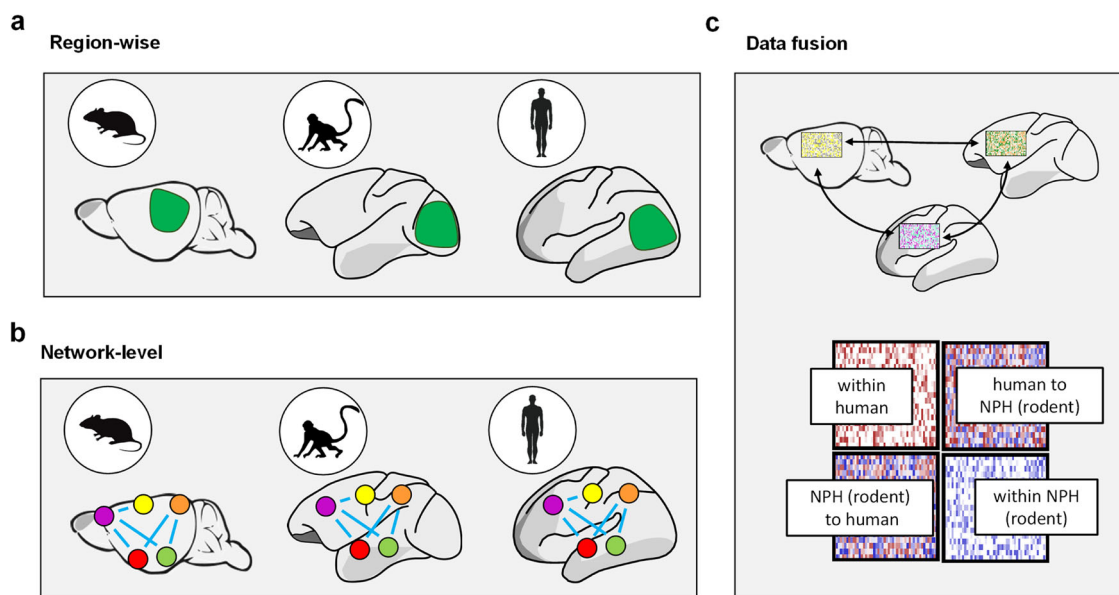 a
Region-wise
b
Network-level
c
Data fusion
within
human
human to
NPH (rodent)
NPH (rodent)
to human
within NPH
(rodent)